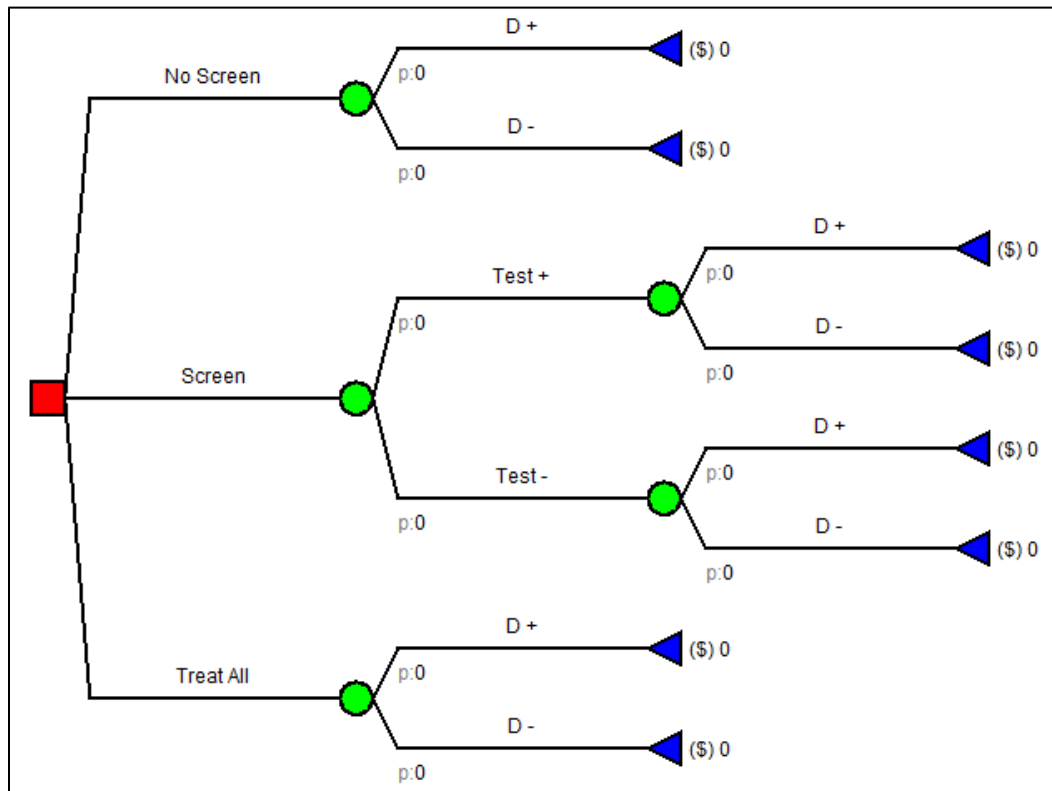 D +
($) 0
p:0
No Screen
D -
($) 0
p:0
D +
($) 0
p:0
Test +
p:0
D -
($) 0
p:0
Screen
D +
($) 0
p:0
Test -
p:0
D -
($) 0
p:0
D +
($) 0
p:0
Treat All
D -
($) 0
p:0